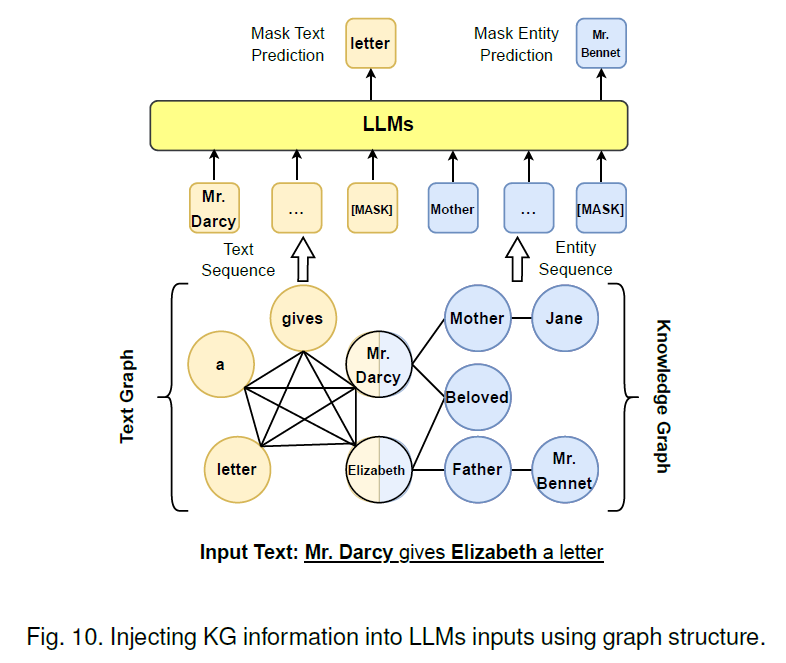 Mask Text
Prediction
letter
Mask Entity
Prediction
Mr.
Bennet
LLMs
Mr.
Darcy
...
[MASK]
Mother
...
[MASK]
Text
Sequence
Entity
Sequence
Text Graph
gives
a
Mr.
Darcy
letter
Elizabeth
Mother
Jane
Beloved
Father
Mr.
Bennet
Knowledge Graph
Input Text: Mr. Darcy gives Elizabeth a letter
Fig. 10. Injecting KG information into LLMs inputs using graph structure.